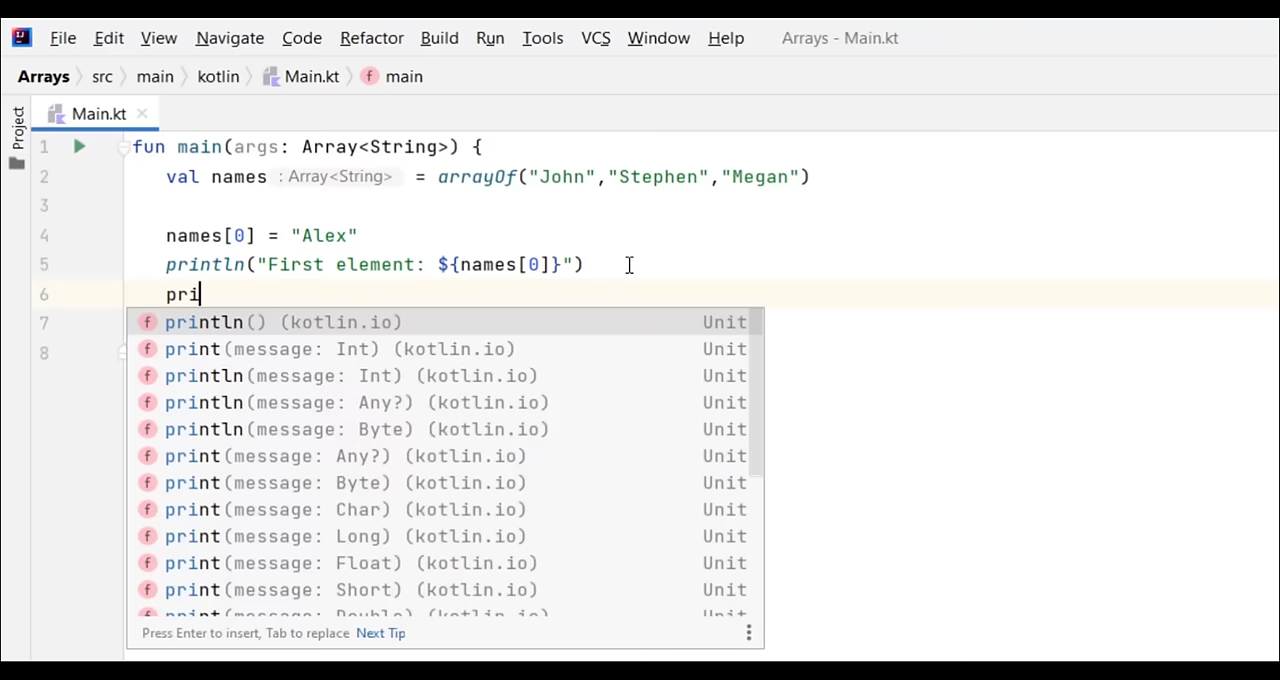 File Edit View Navigate Code Refactor Build Run Tools VCS Window Help Arrays - Main.kt
Arrays src main kotlin Main.kt main
Project
Main.kt
1 fun main(args: Array<String>) {
2 val names : Array<String> = arrayOf("John","Stephen","Megan")
3
4 names[0] = "Alex"
5 println("First element: ${names[0]}")
6 pri
7
8
println() (kotlin.io) Unit
print(message: Int) (kotlin.io) Unit
println(message: Int) (kotlin.io) Unit
println(message: Any?) (kotlin.io) Unit
println(message: Byte) (kotlin.io) Unit
print(message: Any?) (kotlin.io) Unit
print(message: Byte) (kotlin.io) Unit
print(message: Char) (kotlin.io) Unit
print(message: Long) (kotlin.io) Unit
print(message: Float) (kotlin.io) Unit
print(message: Short) (kotlin.io) Unit
print(message: Double) (kotlin.io) Unit
Press Enter to insert, Tab to replace Next Tip